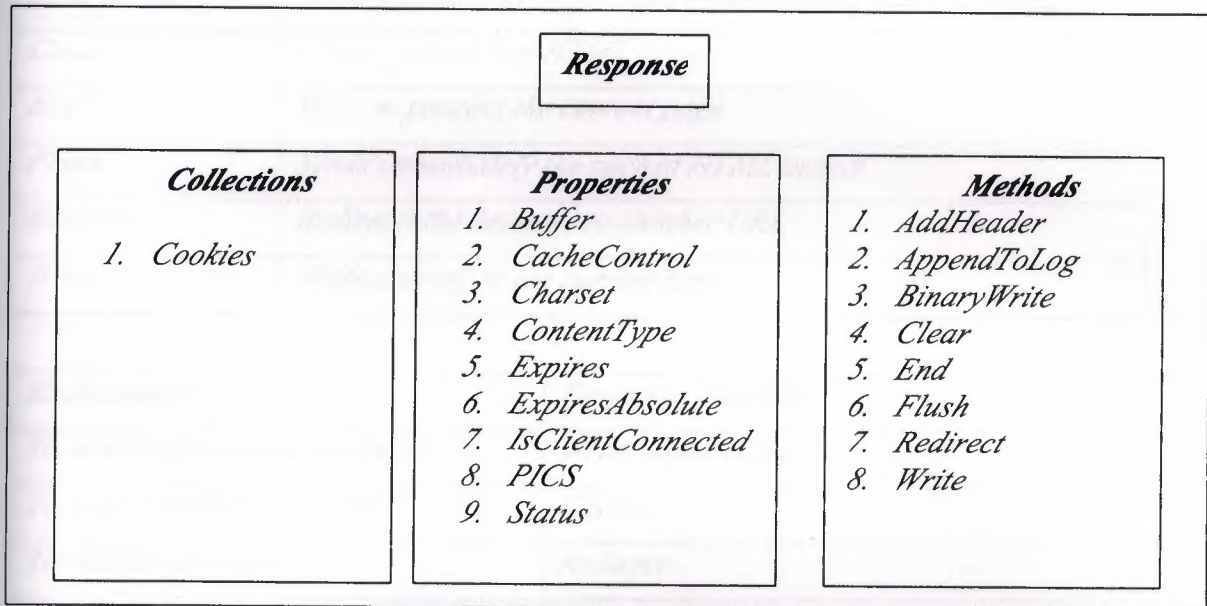 Response
Collections
1. Cookies
Properties
1. Buffer
2. CacheControl
3. Charset
4. ContentType
5. Expires
6. ExpiresAbsolute
7. IsClientConnected
8. PICS
9. Status
Methods
1. AddHeader
2. AppendToLog
3. BinaryWrite
4. Clear
5. End
6. Flush
7. Redirect
8. Write